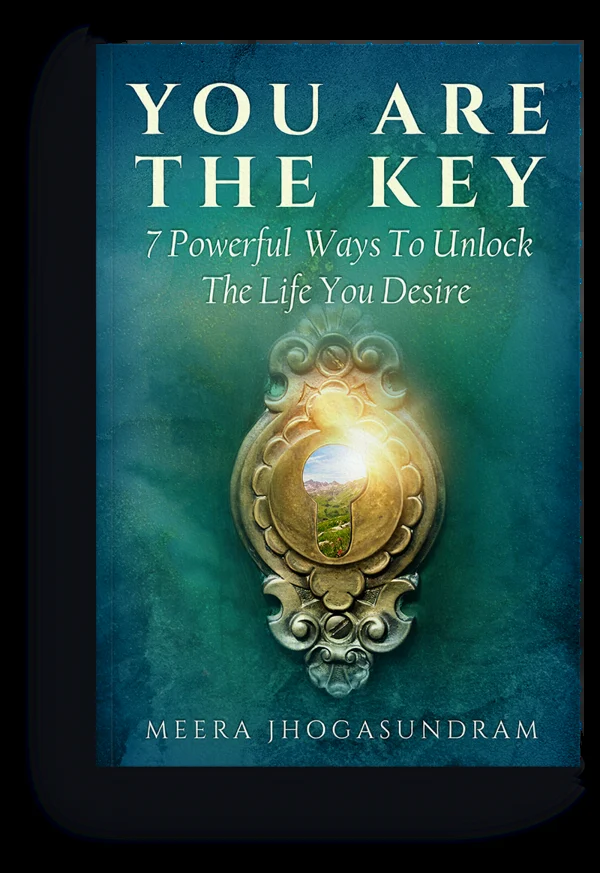 YOU ARE
THE KEY
7 Powerful Ways To Unlock
The Life You Desire
MEERA JHOGASUNDRAM